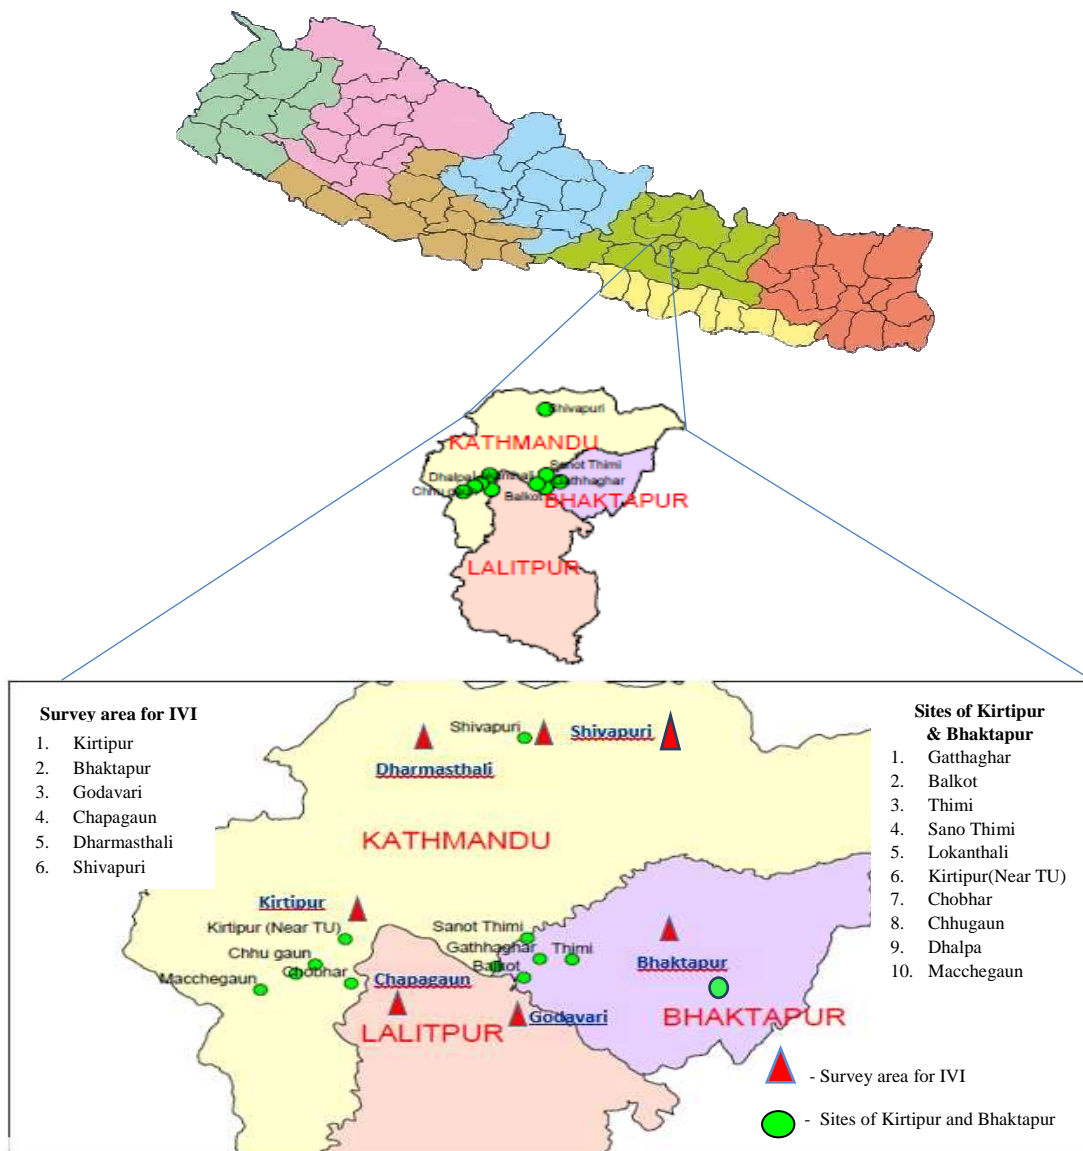 Shivapuri
KATHMANDU
Sanot Thimi
Dhalpa
Gathhaghar
Chhu gaun
Balkot
BHAKTAPUR
LALITPUR
Survey area for IVI
1. Kirtipur
2. Bhaktapur
3. Godavari
4. Chapagaun
5. Dharmasthali
6. Shivapuri
Sites of Kirtipur
& Bhaktapur
1. Gatthaghar
2. Balkot
3. Thimi
4. Sano Thimi
5. Lokanthali
6. Kirtipur(Near TU)
7. Chobhar
8. Chhugaun
9. Dhalpa
10. Macchegaun
Shivapuri
Shivapuri
Dharmasthali
KATHMANDU
Kirtipur
Kirtipur (Near TU)
Sanot Thimi
Chhu gaun
Gathhaghar
Thimi
Macchegaun
Chobhar
Balkot
Bhaktapur
Chapagaun
LALITPUR
Godavari
BHAKTAPUR
- Survey area for IVI
- Sites of Kirtipur and Bhaktapur